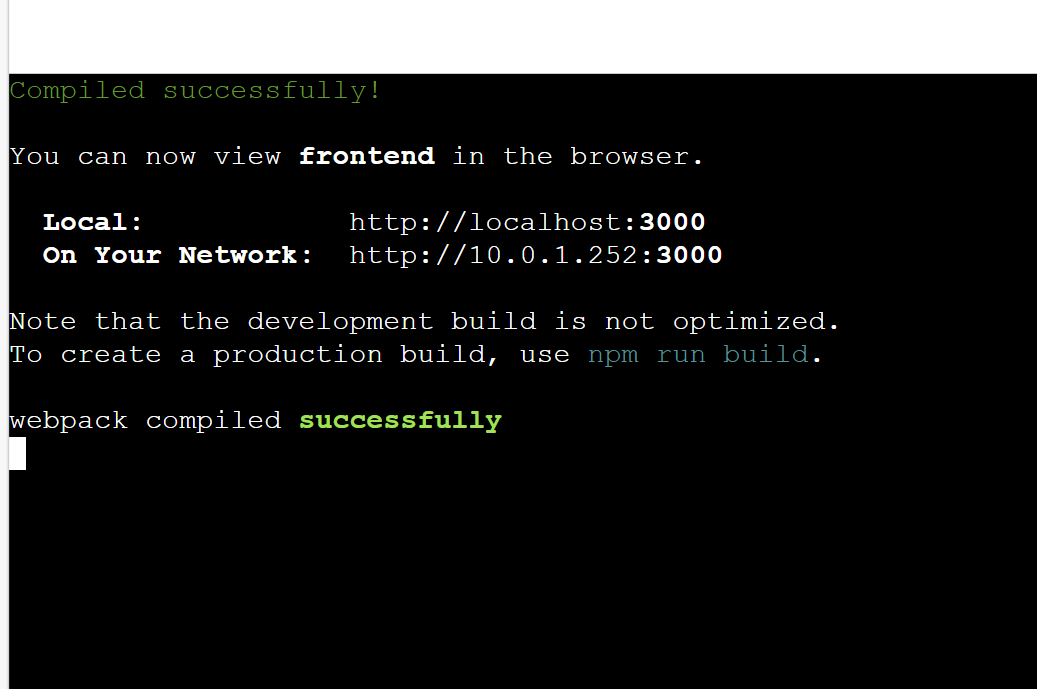 Compiled successfully!
You can now view frontend in the browser.
Local: http://localhost:3000
On Your Network: http://10.0.1.252:3000
Note that the development build is not optimized.
To create a production build, use npm run build.
webpack compiled successfully